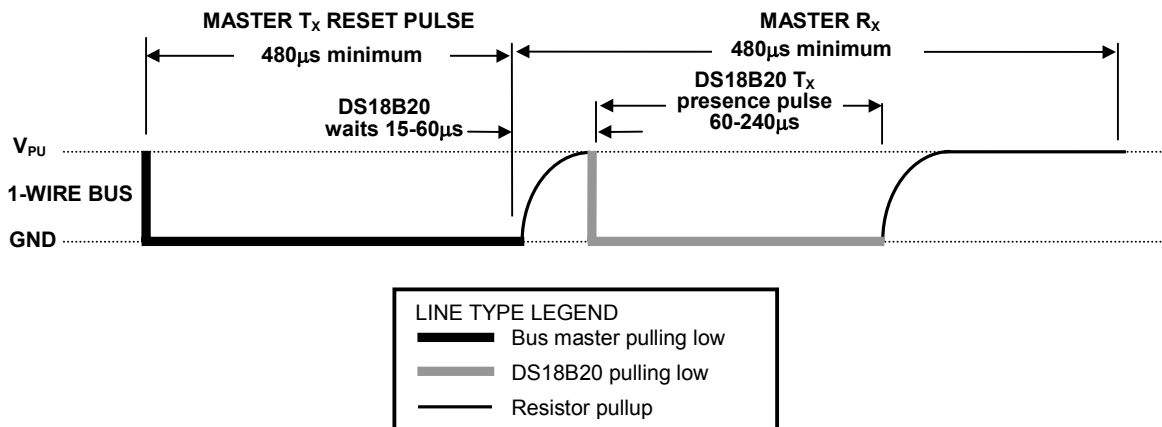 MASTER TX RESET PULSE
480μs minimum
MASTER RX
480μs minimum
DS18B20
waits 15-60μs
DS18B20 TX
presence pulse
60-240μs
VPU
1-WIRE BUS
GND
LINE TYPE LEGEND
Bus master pulling low
DS18B20 pulling low
Resistor pullup